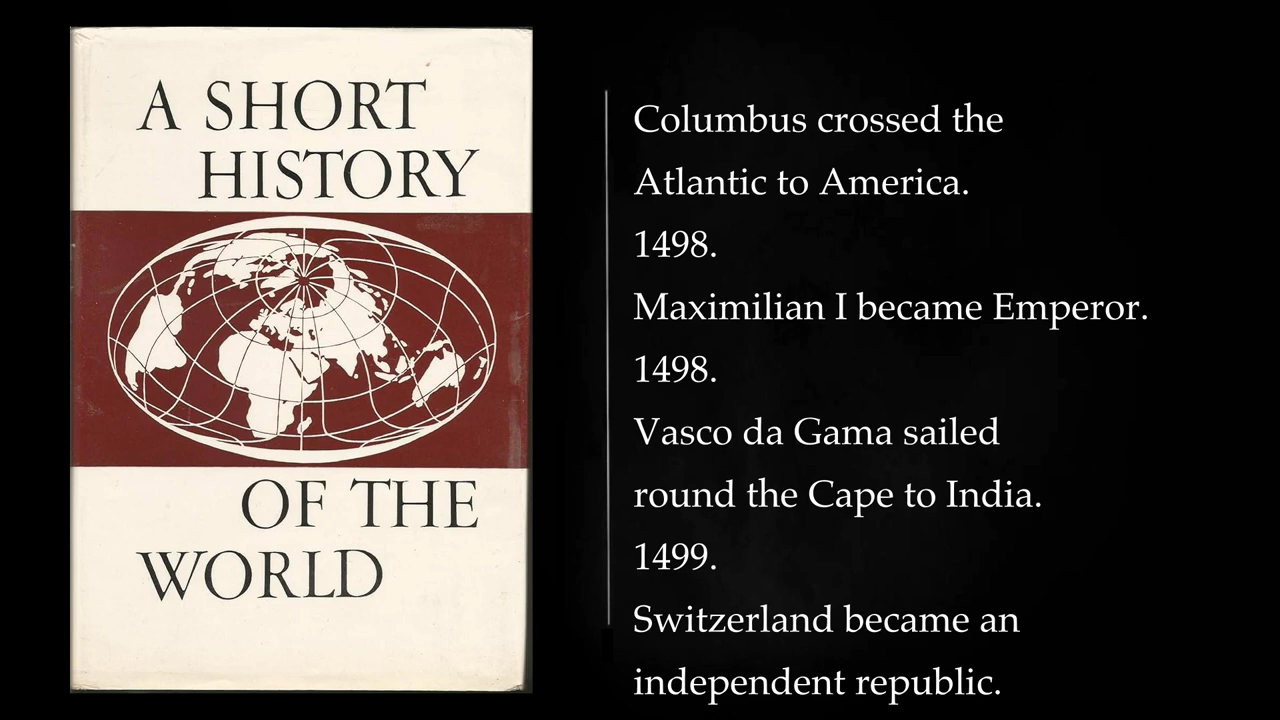 A SHORT
HISTORY
OF THE
WORLD
Columbus crossed the
Atlantic to America.
1498.
Maximilian I became Emperor.
1498.
Vasco da Gama sailed
round the Cape to India.
1499.
Switzerland became an
independent republic.